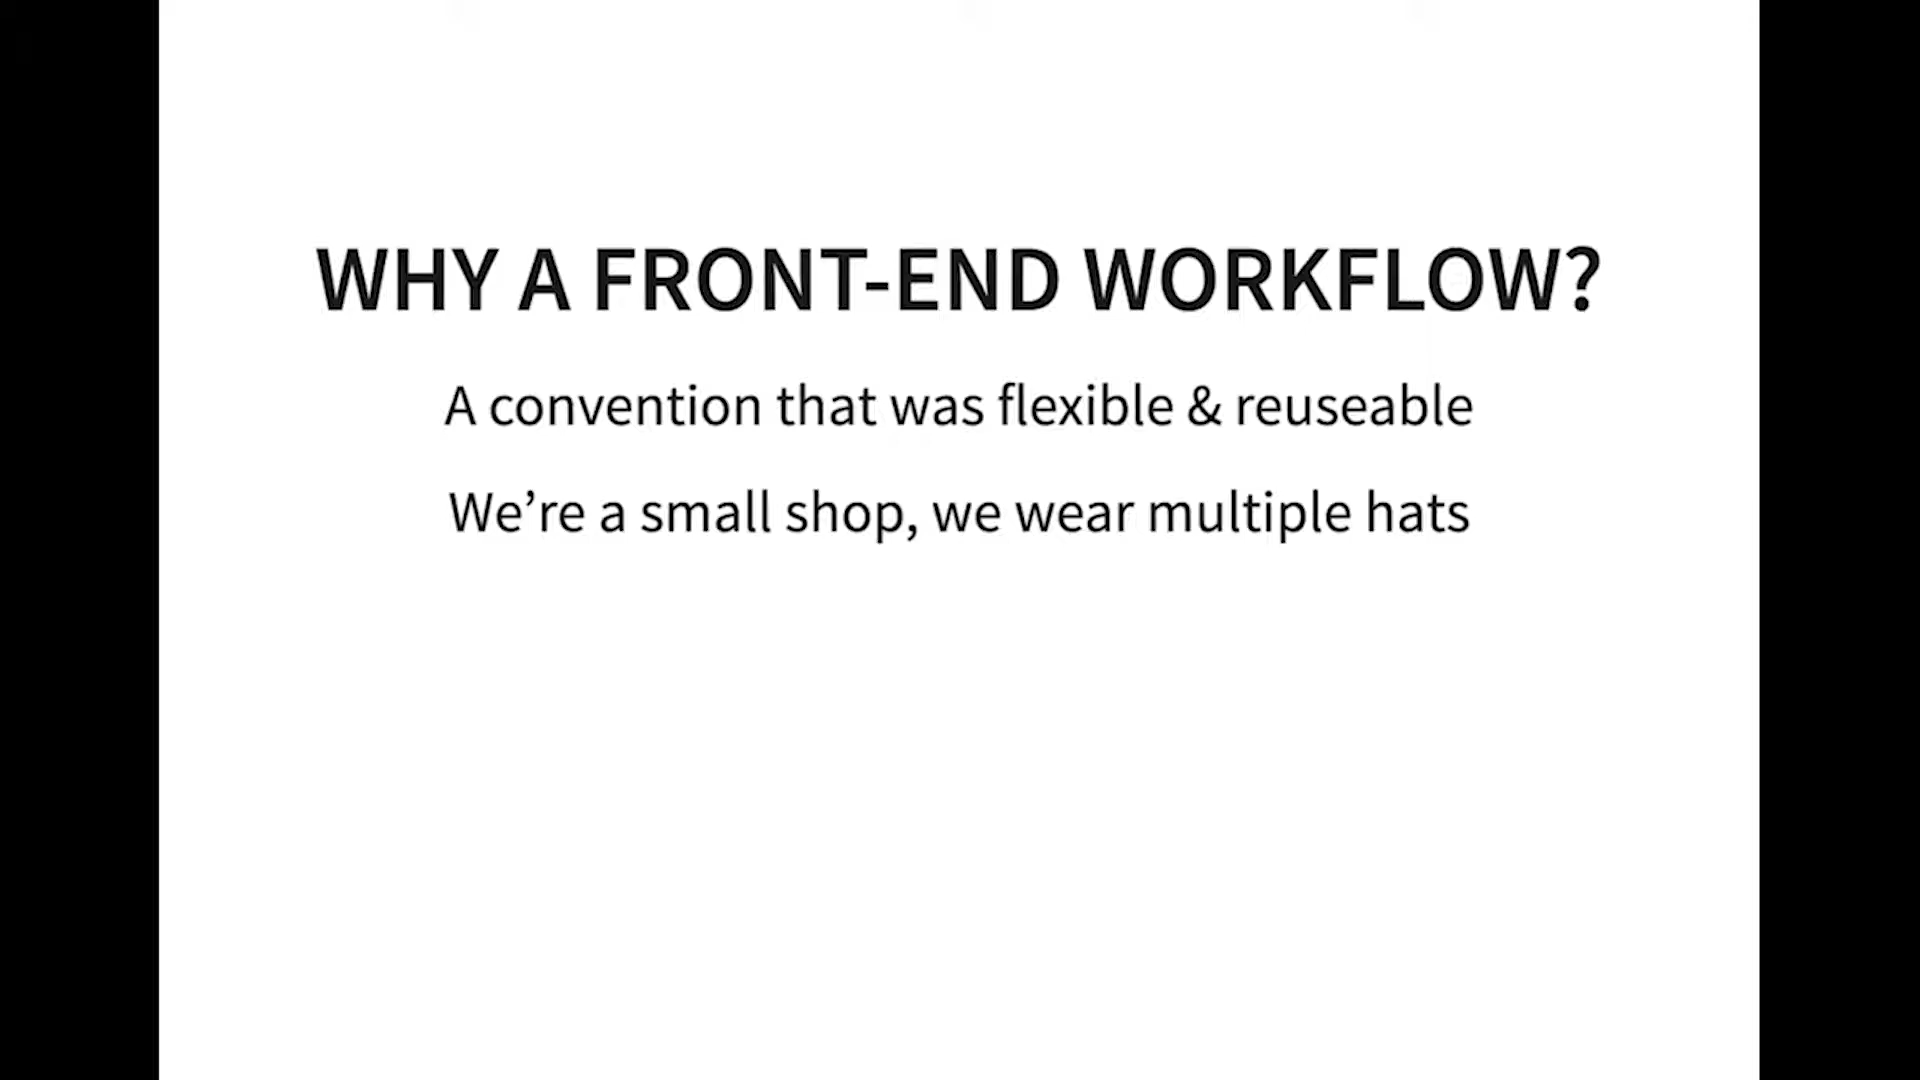 WHY A FRONT-END WORKFLOW?
A convention that was flexible & reuseable
We’re a small shop, we wear multiple hats